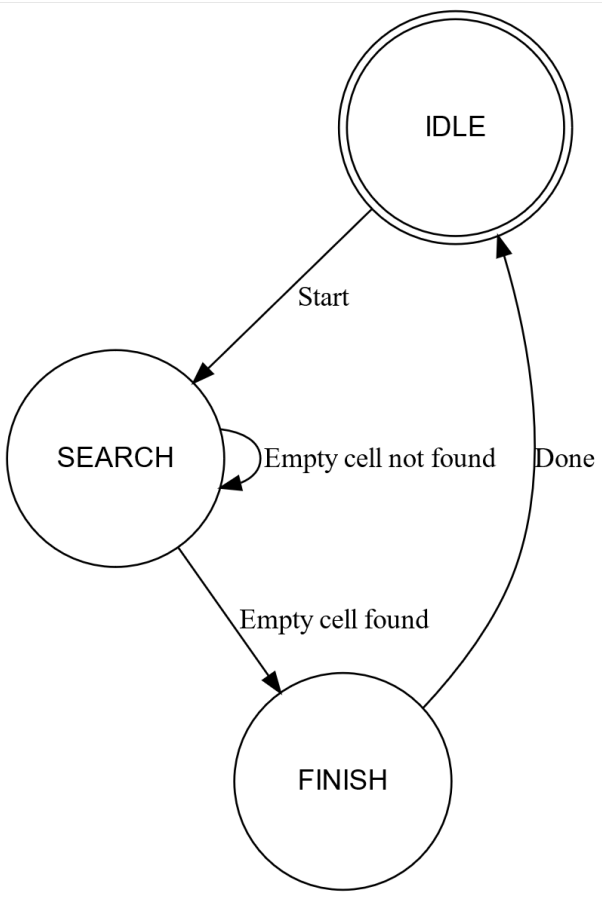 IDLE
Start
SEARCH
Empty cell not found
Done
Empty cell found
FINISH